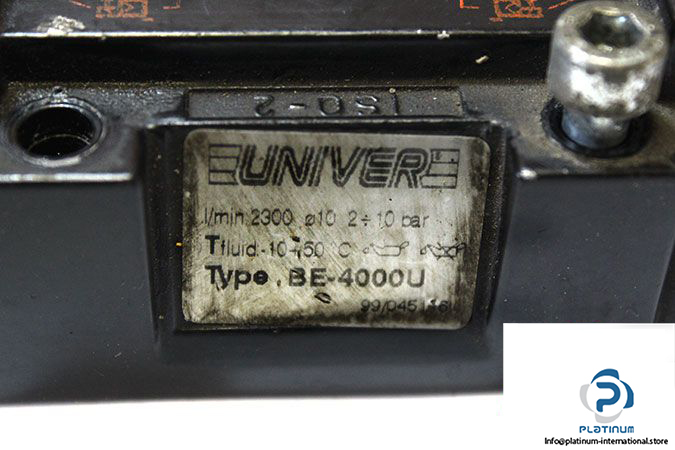 ISO-2
UNIVER
l/min 2300 ø10 2÷10 bar
Tfluid -10 °C
Type . BE-4000U
99/045
PLATINUM
Info@platinum-international.store